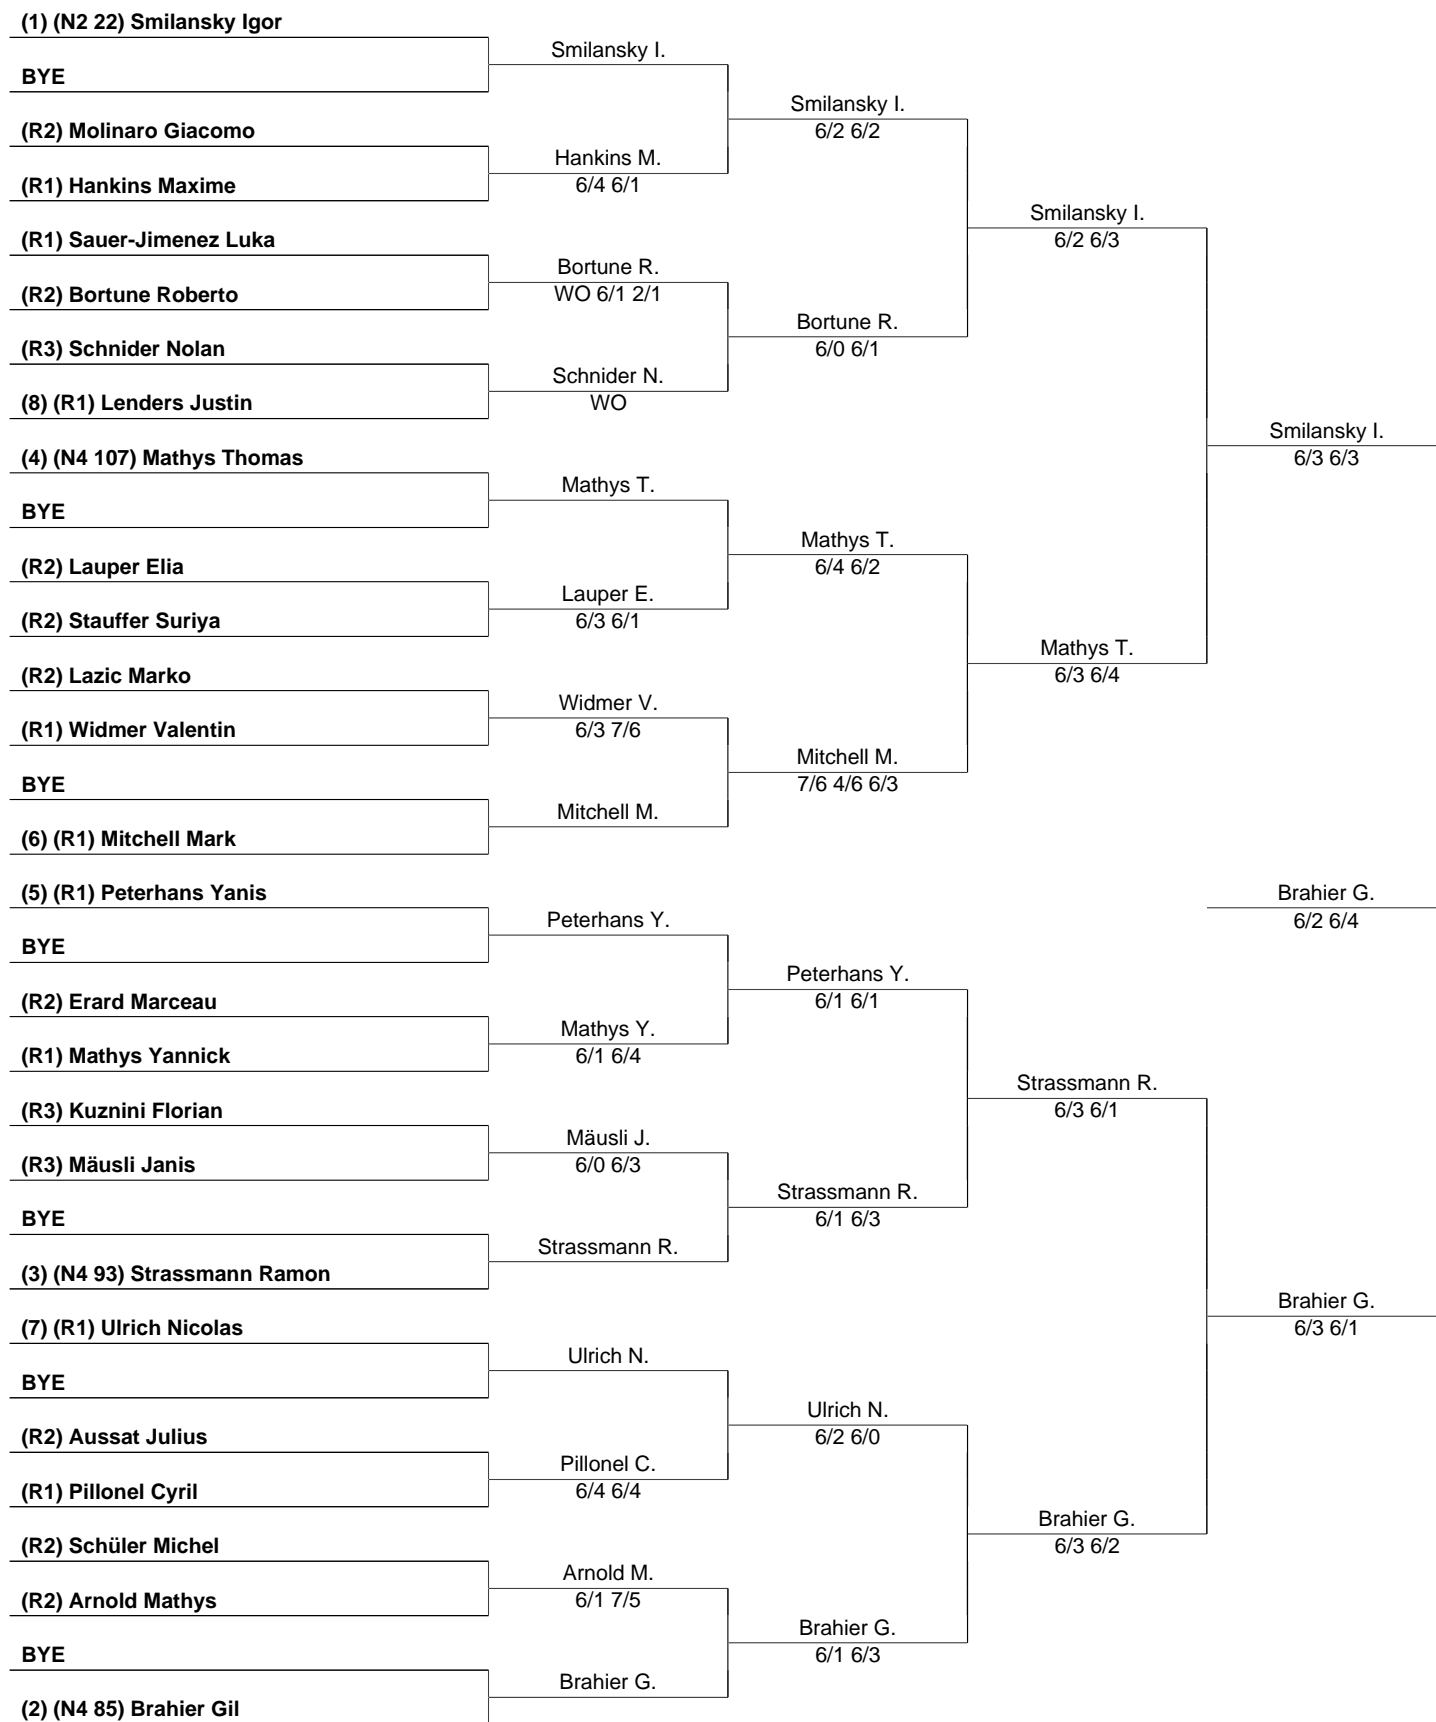 (1) (N2 22) Smilansky Igor
Smilansky I.
BYE
Smilansky I.
6/2 6/2
(R2) Molinaro Giacomo
Hankins M.
6/4 6/1
(R1) Hankins Maxime
Smilansky I.
6/2 6/3
(R1) Sauer-Jimenez Luka
Bortune R.
WO 6/1 2/1
(R2) Bortune Roberto
Bortune R.
6/0 6/1
(R3) Schnider Nolan
Schnider N.
WO
(8) (R1) Lenders Justin
Smilansky I.
6/3 6/3
(4) (N4 107) Mathys Thomas
Mathys T.
BYE
Mathys T.
6/4 6/2
(R2) Lauper Elia
Lauper E.
6/3 6/1
(R2) Stauffer Suriya
Mathys T.
6/3 6/4
(R2) Lazic Marko
Widmer V.
6/3 7/6
(R1) Widmer Valentin
Mitchell M.
7/6 4/6 6/3
BYE
Mitchell M.
(6) (R1) Mitchell Mark
(5) (R1) Peterhans Yanis
Brahier G.
6/2 6/4
Peterhans Y.
BYE
Peterhans Y.
6/1 6/1
(R2) Erard Marceau
Mathys Y.
6/1 6/4
(R1) Mathys Yannick
Strassmann R.
6/3 6/1
(R3) Kuznini Florian
Mäusli J.
6/0 6/3
(R3) Mäusli Janis
Strassmann R.
6/1 6/3
BYE
Strassmann R.
(3) (N4 93) Strassmann Ramon
Brahier G.
6/3 6/1
(7) (R1) Ulrich Nicolas
Ulrich N.
BYE
Ulrich N.
6/2 6/0
(R2) Aussat Julius
Pillonel C.
6/4 6/4
(R1) Pillonel Cyril
Brahier G.
6/3 6/2
(R2) Schüler Michel
Arnold M.
6/1 7/5
(R2) Arnold Mathys
Brahier G.
6/1 6/3
BYE
Brahier G.
(2) (N4 85) Brahier Gil